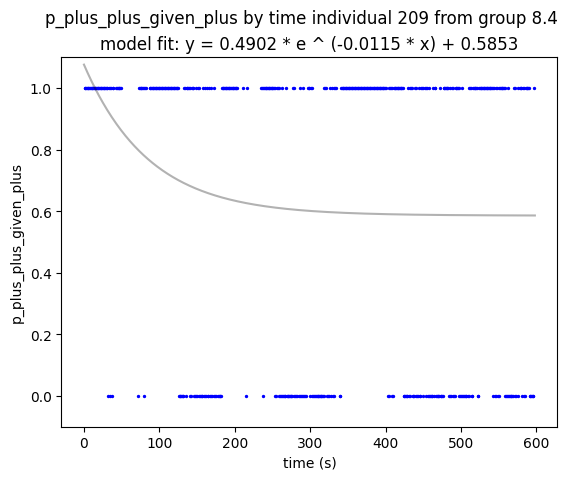 p_plus_plus_given_plus by time individual 209 from group 8.4
model fit: y = 0.4902 * e ^ (-0.0115 * x) + 0.5853
1.0
0.8
0.6
0.4
0.2
0.0
p_plus_plus_given_plus
0 100 200 300 400 500 600
time (s)